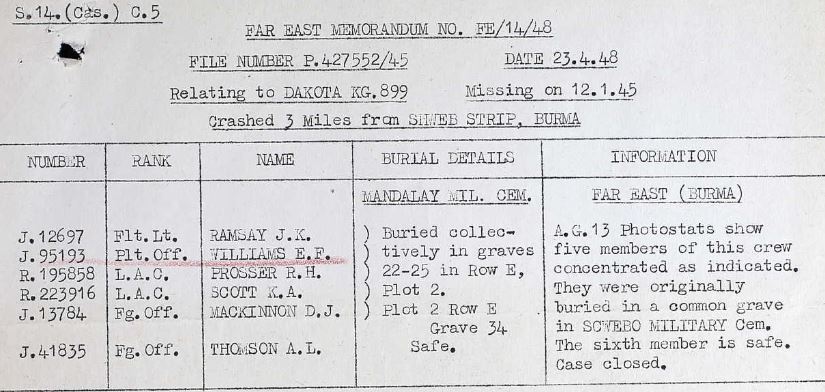 S.14.(Cas.) C.5
FAR EAST MEMORANDUM NO. FE/14/48
FILE NUMBER P.427552/45 DATE 23.4.48
Relating to DAKOTA KG.899 Missing on 12.1.45
Crashed 3 Miles from SHWEB STRIP, BURMA
NUMBER RANK NAME BURIAL DETAILS INFORMATION
MANDALAY MIL. CEM. FAR EAST (BURMA)
J.12697 Flt.Lt. RAMSAY J.K. ) Buried collec- A.G.13 Photostats show
J.95193 Plt.Off. WILLIAMS E.F. ) tively in graves five members of this crew
R.195858 L.A.C. PROSSER R.H. ) 22-25 in Row E, concentrated as indicated.
R.223916 L.A.C. SCOTT K.A. ) Plot 2. They were originally
J.13784 Fg.Off. MACKINNON D.J. ) Plot 2 Row E buried in a common grave
Grave 34 in SCWEBO MILITARY Cem.
J.41835 Fg.Off. THOMSON A.L. Safe. The sixth member is safe.
Case closed.